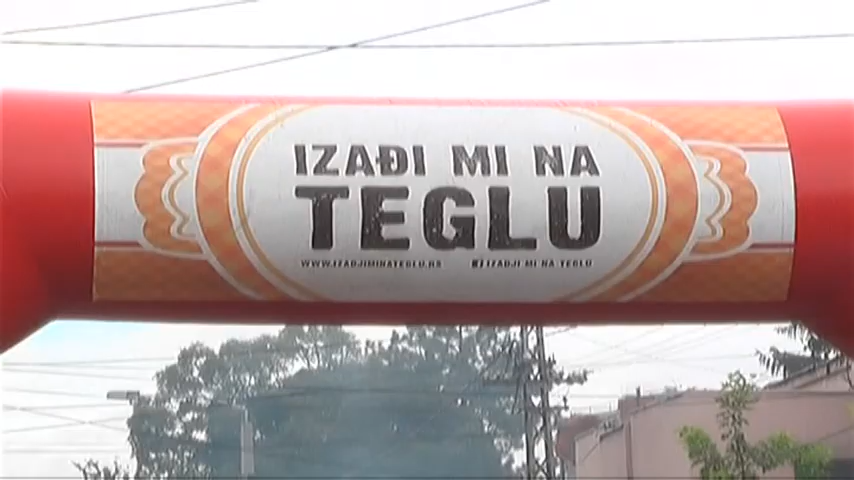 IZAĐI MI NA
TEGLU
WWW.IZADJIMINATEGLU.RS IZADJI MI NA TEGLU